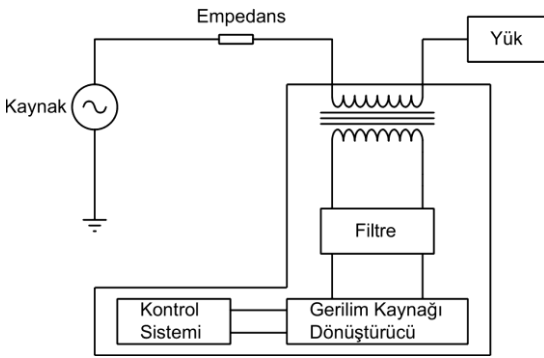 Empedans
Yük
Kaynak
Filtre
Kontrol
Sistemi
Gerilim Kaynağı
Dönüştürücü